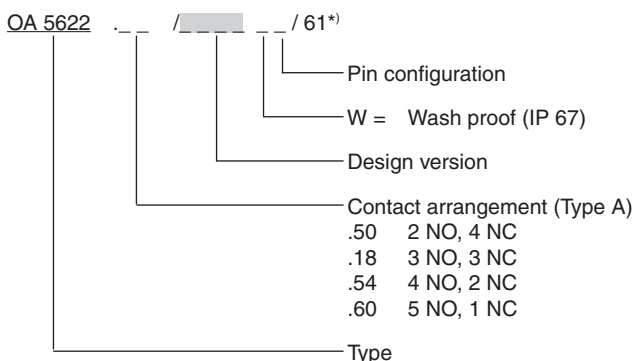 OA 5622 ._ _ /_ _ _ _ _ _ / 61*)
Pin configuration
W = Wash proof (IP 67)
Design version
Contact arrangement (Type A)
.50 2 NO, 4 NC
.18 3 NO, 3 NC
.54 4 NO, 2 NC
.60 5 NO, 1 NC
Type